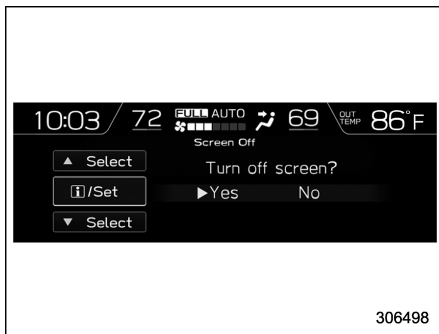 10:03 72 FULL AUTO 69 OUT TEMP 86°F
Screen Off
▲ Select
Turn off screen?
i/Set
▶Yes No
▼ Select
306498